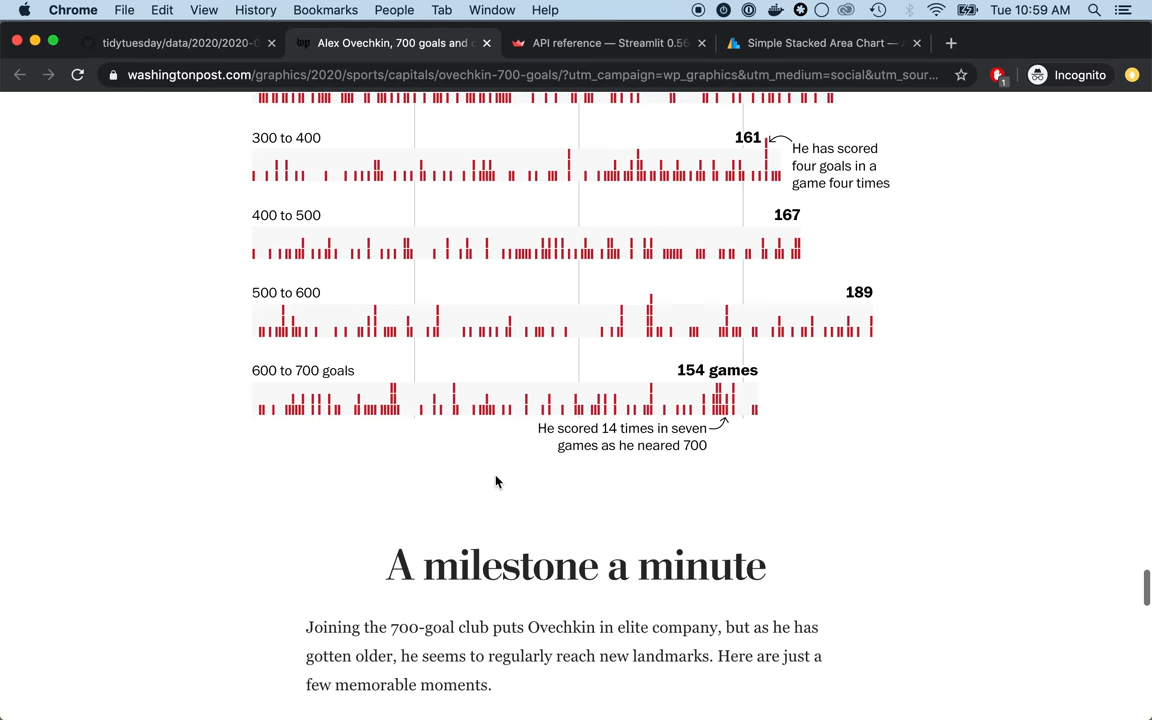 Chrome File Edit View History Bookmarks People Tab Window Help Tue 10:59 AM
tidytuesday/data/2020/2020-0 Alex Ovechkin, 700 goals and API reference — Streamlit 0.56 Simple Stacked Area Chart —
washingtonpost.com/graphics/2020/sports/capitals/ovechkin-700-goals/?utm_campaign=wp_graphics&utm_medium=social&utm_sour... Incognito
300 to 400
161
He has scored
four goals in a
game four times
400 to 500
167
500 to 600
189
600 to 700 goals
154 games
He scored 14 times in seven
games as he neared 700
A milestone a minute
Joining the 700-goal club puts Ovechkin in elite company, but as he has
gotten older, he seems to regularly reach new landmarks. Here are just a
few memorable moments.